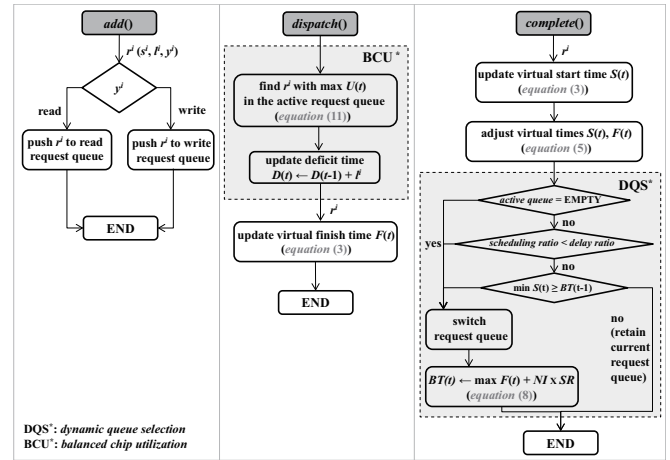 add()
r^i (s^i, l^i, y^i)
y^i
read
write
push r^i to read
request queue
push r^i to write
request queue
END
DQS*: dynamic queue selection
BCU*: balanced chip utilization
dispatch()
BCU *
find r^i with max U(t)
in the active request queue
(equation (11))
update deficit time
D(t) ← D(t-1) + l^i
r^i
update virtual finish time F(t)
(equation (3))
END
complete()
r^i
update virtual start time S(t)
(equation (3))
adjust virtual times S(t), F(t)
(equation (5))
DQS*
active queue = EMPTY
no
yes
scheduling ratio < delay ratio
no
min S(t) ≥ BT(t-1)
switch
request queue
no
(retain
current
request
queue)
BT(t) ← max F(t) + NI x SR
(equation (8))
END